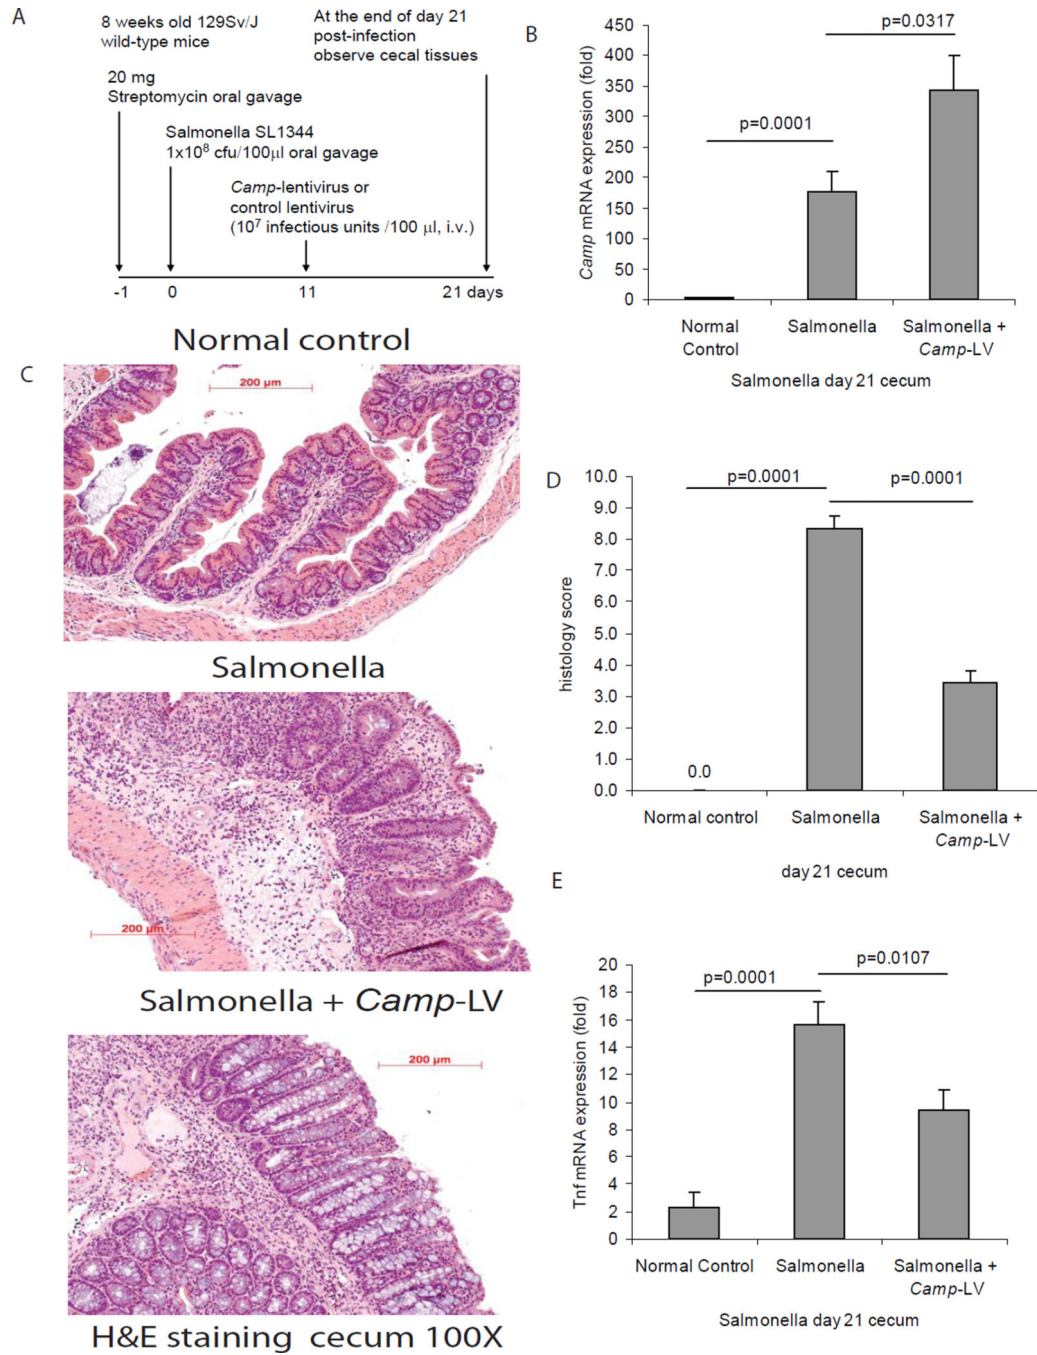 A
8 weeks old 129Sv/J
wild-type mice
At the end of day 21
post-infection
observe cecal tissues
20 mg
Streptomycin oral gavage
Salmonella SL1344
1x10⁸ cfu/100µl oral gavage
Camp-lentivirus or
control lentivirus
(10⁷ infectious units /100 µl, i.v.)
-1
0
11
21 days
B
p=0.0317
p=0.0001
Camp mRNA expression (fold)
450
400
350
300
250
200
150
100
50
0
Normal
Control
Salmonella
Salmonella +
Camp-LV
Salmonella day 21 cecum
C
Normal control
200 µm
Salmonella
200 µm
Salmonella + Camp-LV
200 µm
H&E staining cecum 100X
D
p=0.0001
p=0.0001
histology score
10.0
9.0
8.0
7.0
6.0
5.0
4.0
3.0
2.0
1.0
0.0
0.0
Normal control
Salmonella
Salmonella +
Camp-LV
day 21 cecum
E
p=0.0001
p=0.0107
Tnf mRNA expression (fold)
20
18
16
14
12
10
8
6
4
2
0
Normal Control
Salmonella
Salmonella +
Camp-LV
Salmonella day 21 cecum